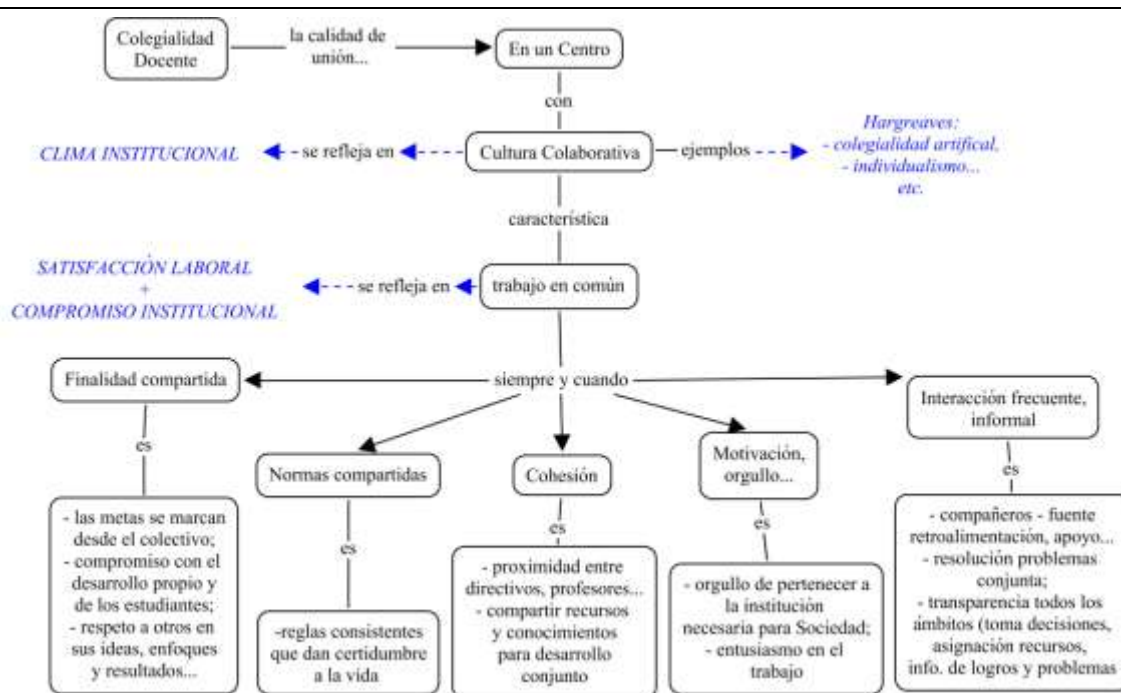 Colegialidad
Docente
la calidad de
unión...
En un Centro
con
CLIMA INSTITUCIONAL
se refleja en
Cultura Colaborativa
ejemplos
Hargreaves:
- colegialidad artifical,
- individualismo...
etc.
característica
SATISFACCIÓN LABORAL
+
COMPROMISO INSTITUCIONAL
se refleja en
trabajo en común
siempre y cuando
Finalidad compartida
es
- las metas se marcan
desde el colectivo;
- compromiso con el
desarrollo propio y
de los estudiantes;
- respeto a otros en
sus ideas, enfoques
y resultados...
Normas compartidas
es
-reglas consistentes
que dan certidumbre
a la vida
Cohesión
es
- proximidad entre
directivos, profesores...
- compartir recursos
y conocimientos
para desarrollo
conjunto
Motivación,
orgullo...
es
- orgullo de pertenecer a
la institución
necesaria para Sociedad;
- entusiasmo en el
trabajo
Interacción frecuente,
informal
es
- compañeros - fuente
retroalimentación, apoyo...
- resolución problemas
conjunta;
- transparencia todos los
ámbitos (toma decisiones,
asignación recursos,
info. de logros y problemas